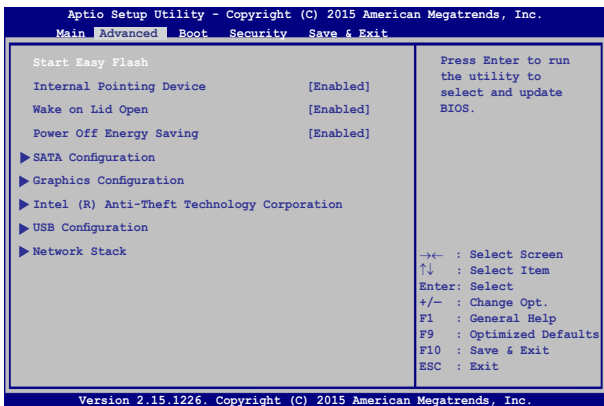 Aptio Setup Utility - Copyright (C) 2015 American Megatrends, Inc.
Main Advanced Boot Security Save & Exit
Start Easy Flash
Internal Pointing Device [Enabled]
Wake on Lid Open [Enabled]
Power Off Energy Saving [Enabled]
SATA Configuration
Graphics Configuration
Intel (R) Anti-Theft Technology Corporation
USB Configuration
Network Stack
Press Enter to run
the utility to
select and update
BIOS.
→← : Select Screen
↑↓ : Select Item
Enter: Select
+/— : Change Opt.
F1 : General Help
F9 : Optimized Defaults
F10 : Save & Exit
ESC : Exit
Version 2.15.1226. Copyright (C) 2015 American Megatrends, Inc.